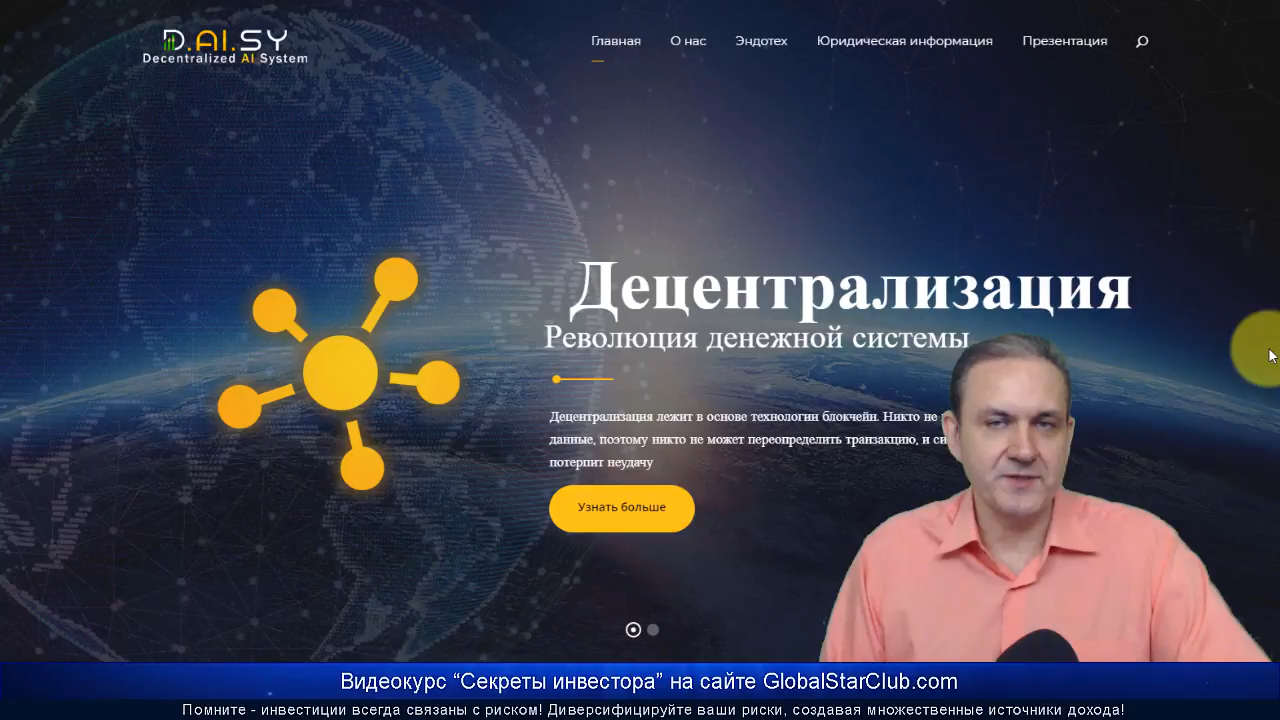 D.AI.SY
Decentralized AI System
Главная О нас Эндотех Юридическая информация Презентация
Децентрализация
Революция денежной системы
Децентрализация лежит в основе технологии блокчейн. Никто не
данные, поэтому никто не может переопределить транзакцию, и
потерпит неудачу
Узнать больше
Видеокурс “Секреты инвестора” на сайте GlobalStarClub.com
Помните - инвестиции всегда связаны с риском! Диверсифицируйте ваши риски, создавая множественные источники дохода!